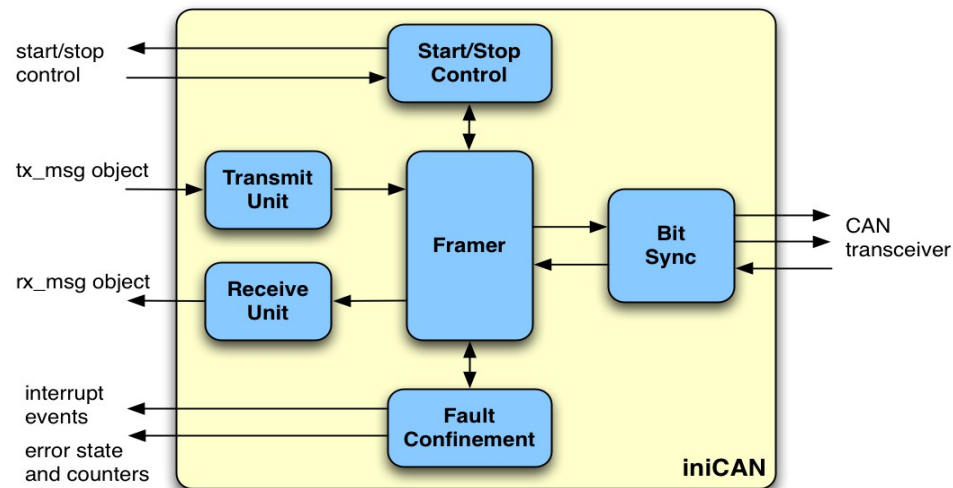 start/stop
control
Start/Stop
Control
tx_msg object
Transmit
Unit
Framer
Bit
Sync
CAN
transceiver
rx_msg object
Receive
Unit
interrupt
events
error state
and counters
Fault
Confinement
iniCAN